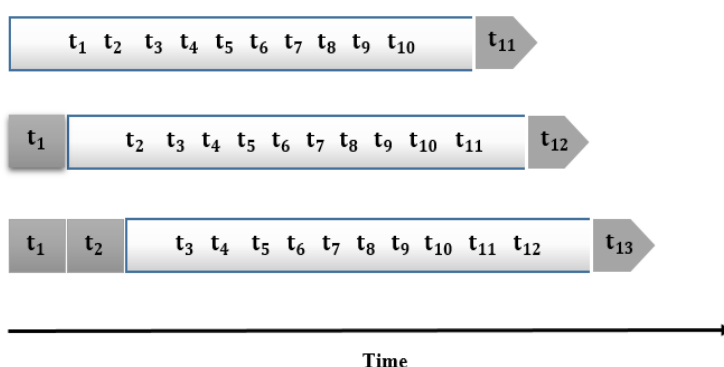 t₁ t₂ t₃ t₄ t₅ t₆ t₇ t₈ t₉ t₁₀ t₁₁
t₁ t₂ t₃ t₄ t₅ t₆ t₇ t₈ t₉ t₁₀ t₁₁ t₁₂
t₁ t₂ t₃ t₄ t₅ t₆ t₇ t₈ t₉ t₁₀ t₁₁ t₁₂ t₁₃
Time